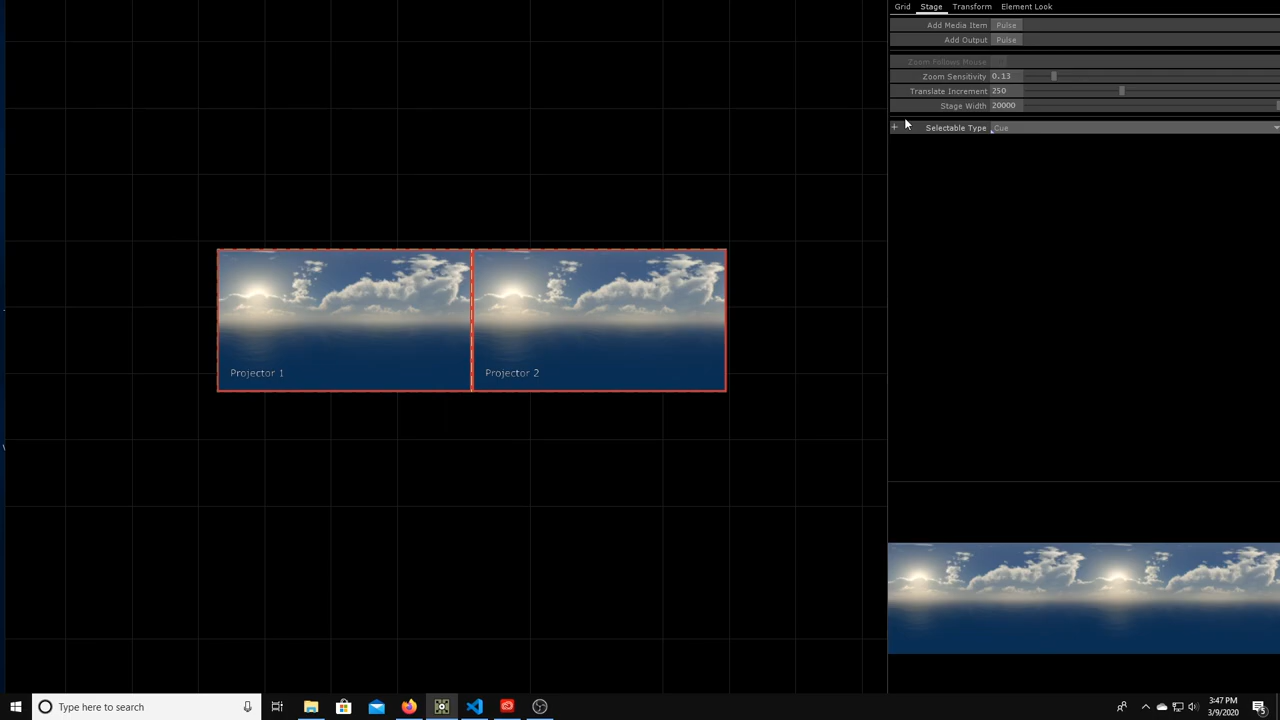 Grid Stage Transform Element Look
Add Media Item Pulse
Add Output Pulse
Zoom Follows Mouse
Zoom Sensitivity 0.13
Translate Increment 250
Stage Width 20000
+ Selectable Type Cue
Projector 1 Projector 2
Type here to search
3:47 PM
3/9/2020